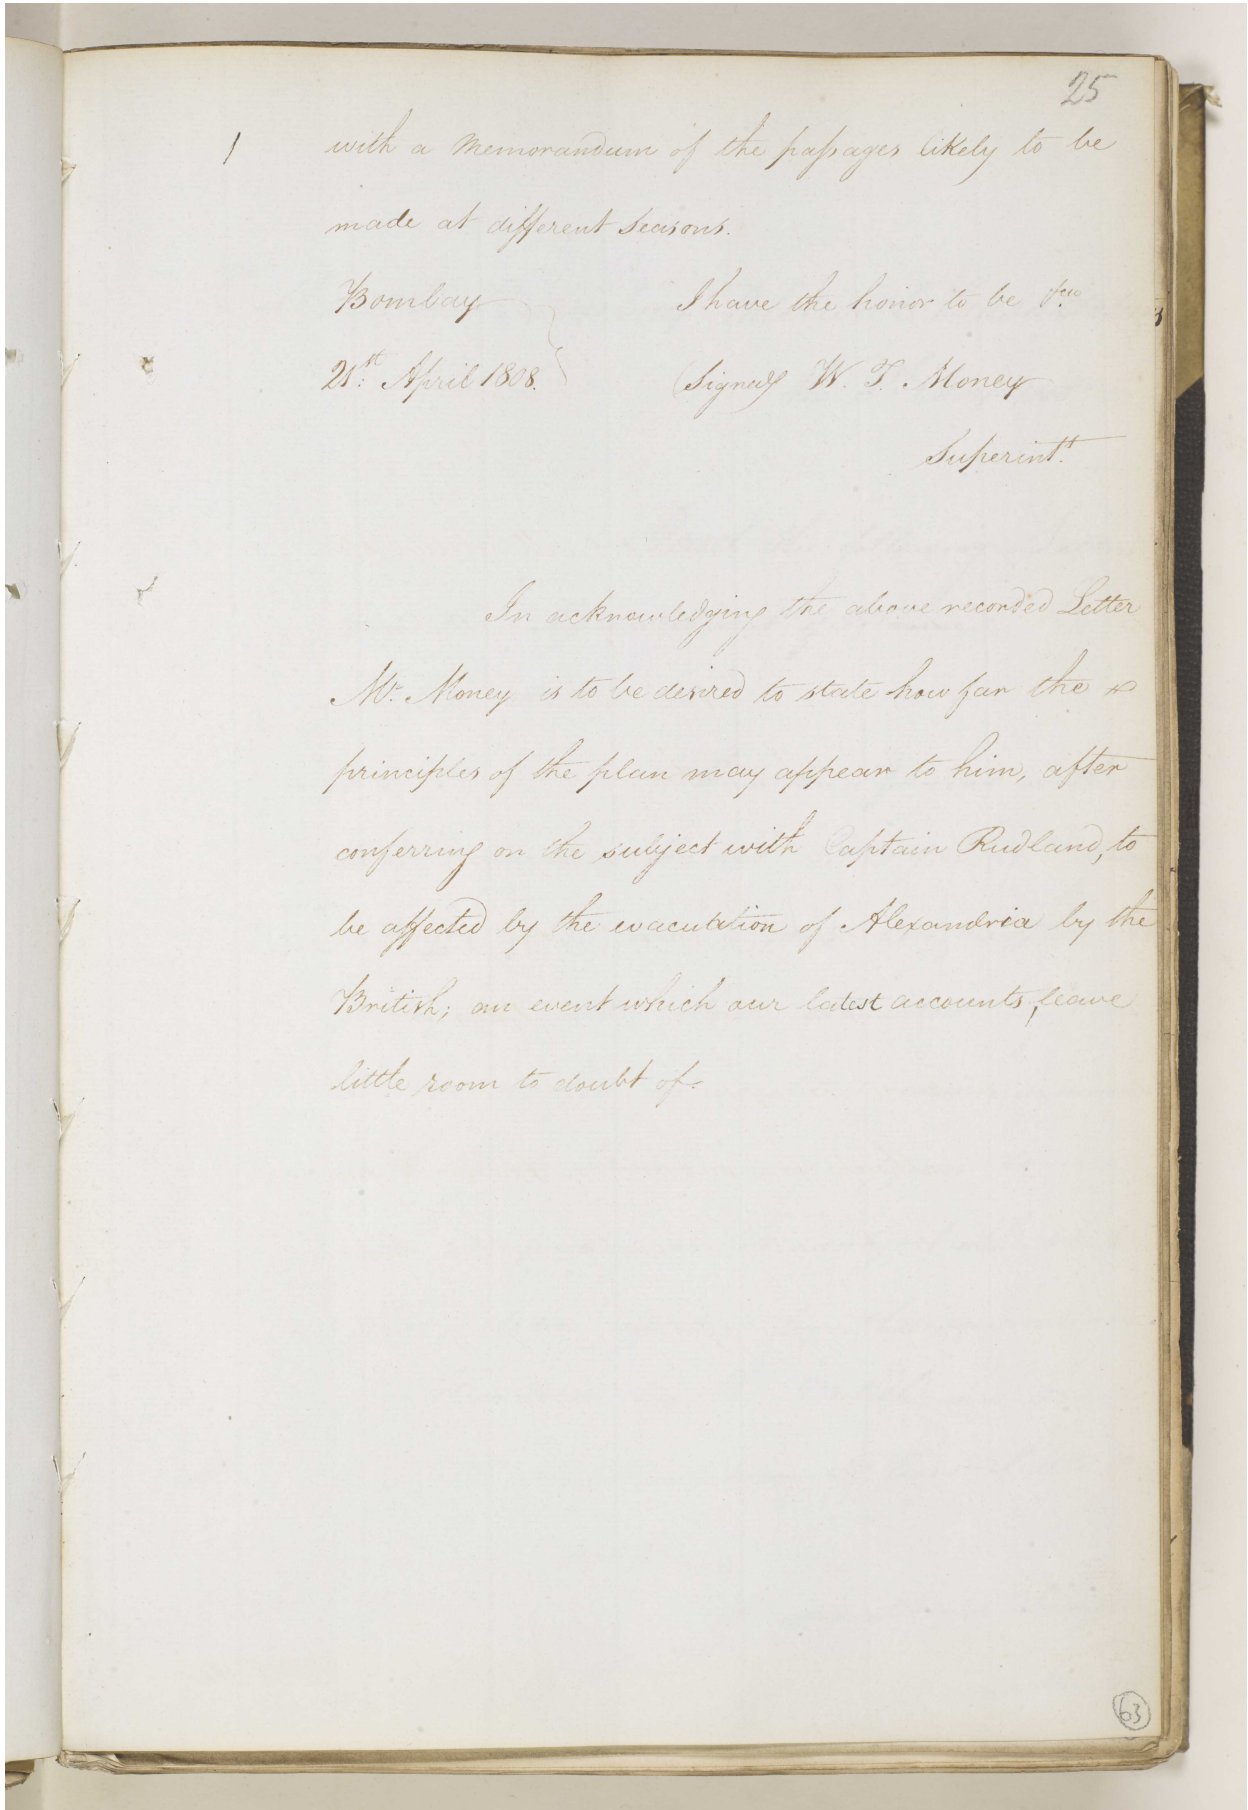 25
with a Memorandum of the passages likely to be
made at different Seasons.
Bombay I have the honor to be &ca
21st: April 1808. (Signed) W. T. Money
Superintt.
In acknowledging the above recorded Letter
Mr. Money is to be desired to state how far the
principles of the plan may appear to him, after
conferring on the subject with Captain Rudland, to
be affected by the evacutation of Alexandria by the
British; an event which our latest accounts, leave
little room to doubt of.
63